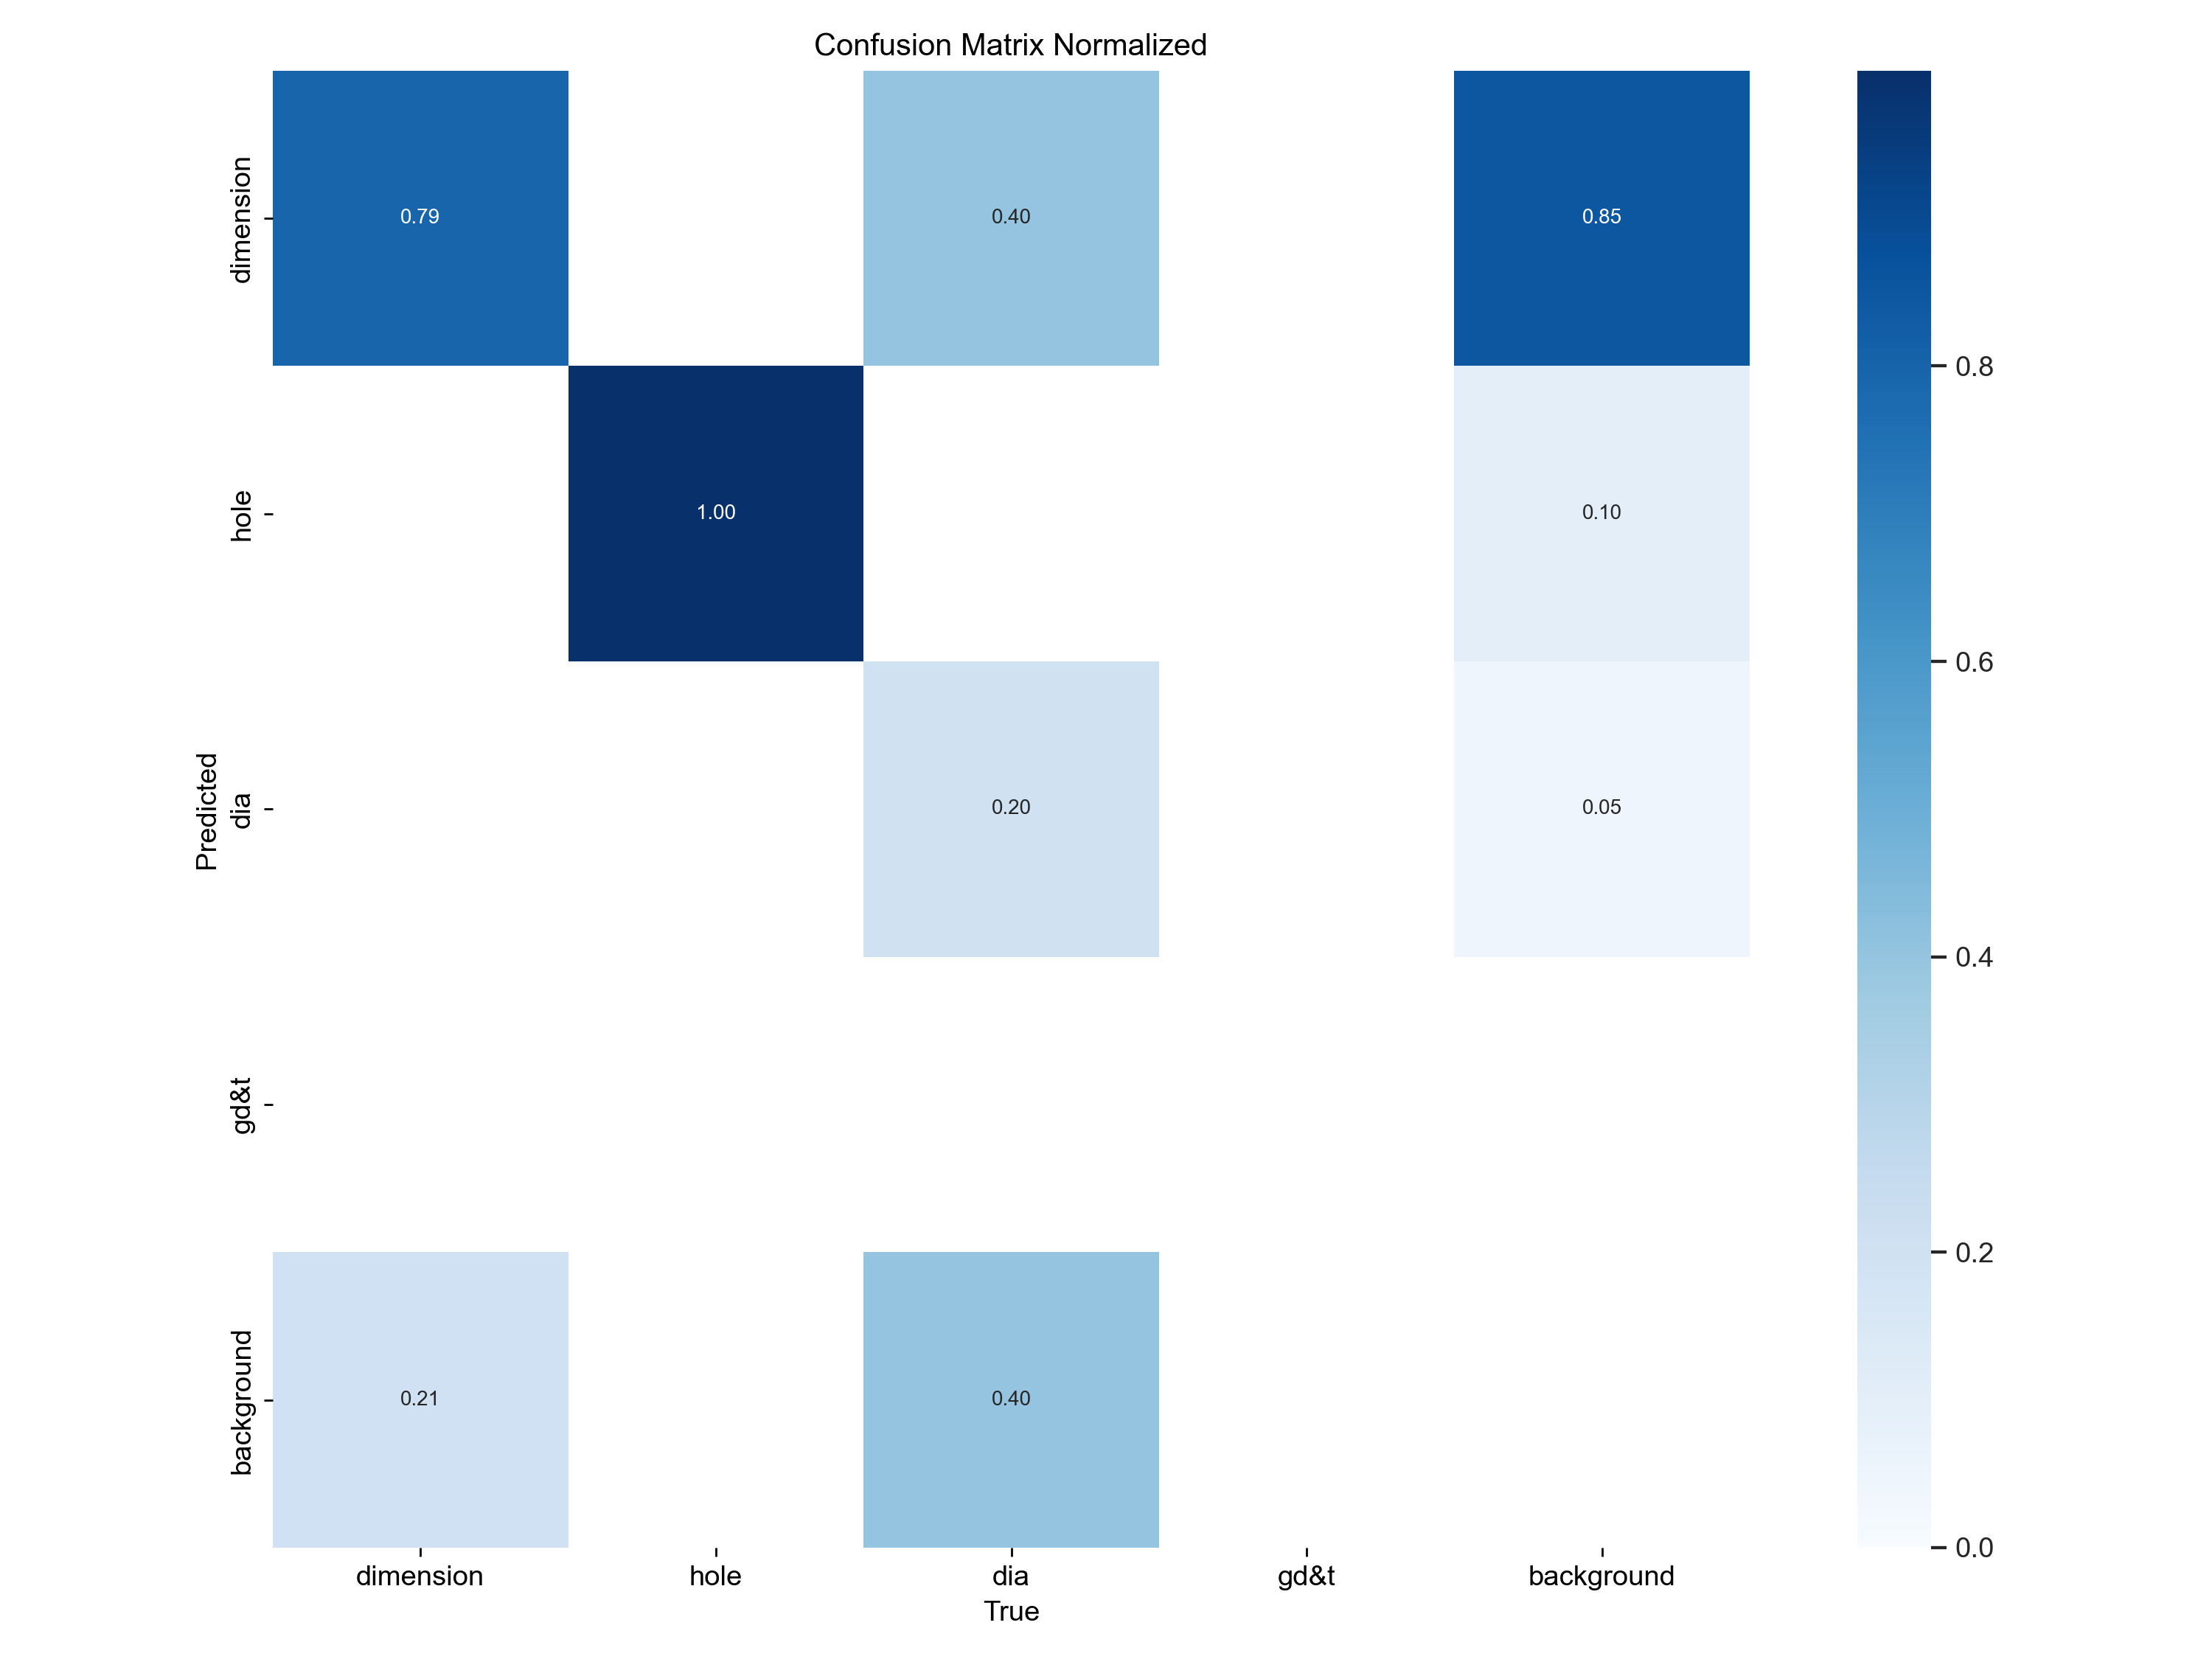 Confusion Matrix Normalized
dimension
0.79
0.40
0.85
0.8
hole
1.00
0.10
0.6
Predicted
dia
0.20
0.05
0.4
gd&t
0.2
background
0.21
0.40
0.0
dimension
hole
dia
gd&t
background
True